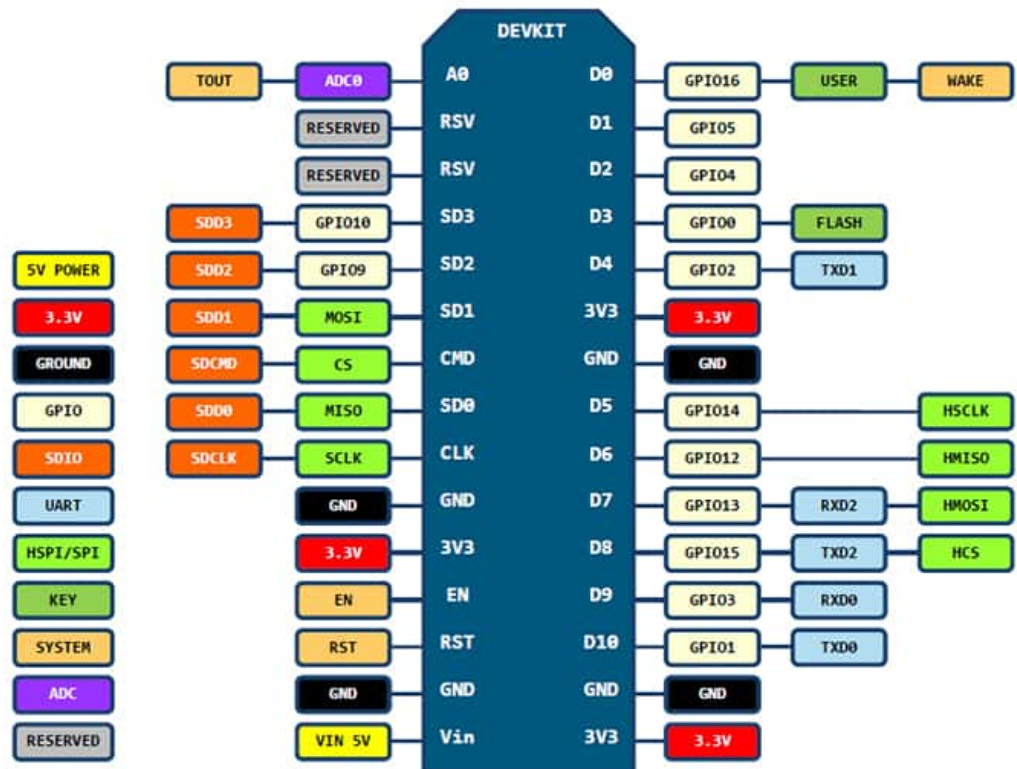 DEVKIT
TOUT ADC0 A0 D0 GPIO16 USER WAKE
RESERVED RSV D1 GPIO5
RESERVED RSV D2 GPIO4
SDD3 GPIO10 SD3 D3 GPIO0 FLASH
5V POWER SDD2 GPIO9 SD2 D4 GPIO2 TXD1
3.3V SDD1 MOSI SD1 3V3 3.3V
GROUND SDCMD CS CMD GND GND
GPIO SDD0 MISO SD0 D5 GPIO14 HSCLK
SDIO SDCLK SCLK CLK D6 GPIO12 HMISO
UART GND GND D7 GPIO13 RXD2 HMOSI
HSPI/SPI 3.3V 3V3 D8 GPIO15 TXD2 HCS
KEY EN EN D9 GPIO3 RXD0
SYSTEM RST RST D10 GPIO1 TXD0
ADC GND GND GND GND
RESERVED VIN 5V Vin 3V3 3.3V